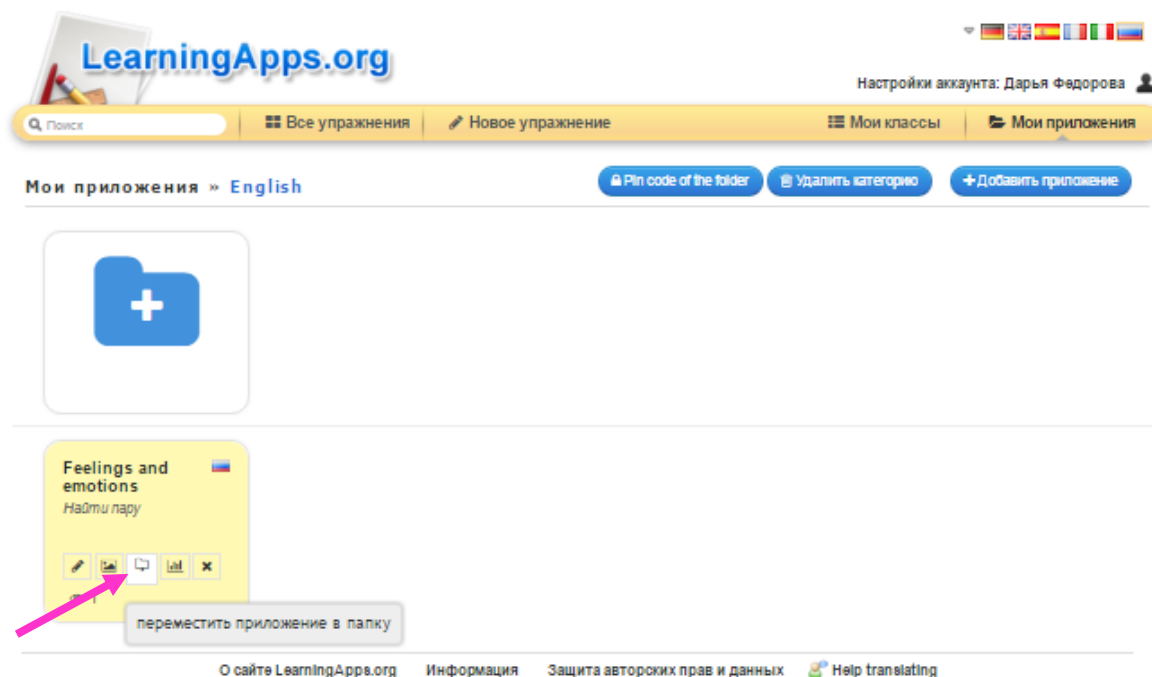 LearningApps.org
Настройки аккаунта: Дарья Федорова
Поиск
Все упражнения
Новое упражнение
Мои классы
Мои приложения
Мои приложения » English
Pin code of the folder
Удалить категорию
+Добавить приложение
Feelings and
emotions
Найти пару
переместить приложение в папку
О сайте LearningApps.org Информация Защита авторских прав и данных Help translating